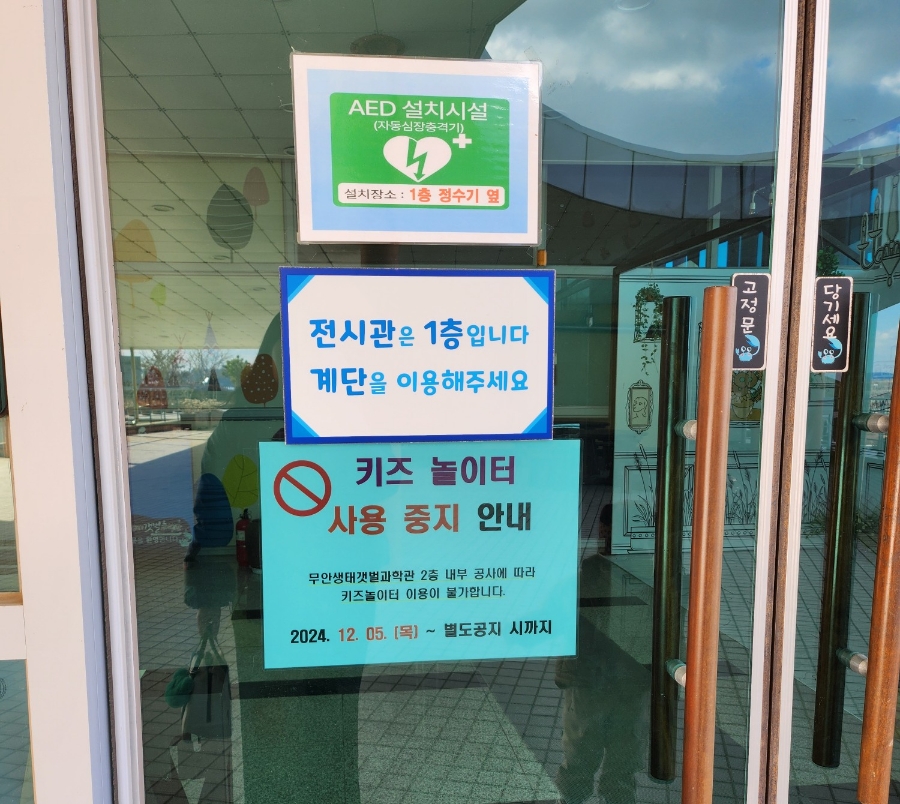 AED 설치시설
(자동심장충격기)
설치장소 : 1층 정수기 옆
전시관은 1층입니다
계단을 이용해주세요
키즈 놀이터
사용 중지 안내
무안생태갯벌과학관 2층 내부 공사에 따라
키즈놀이터 이용이 불가합니다.
2024. 12. 05. (목) ~ 별도공지 시까지
고정문
당기세요